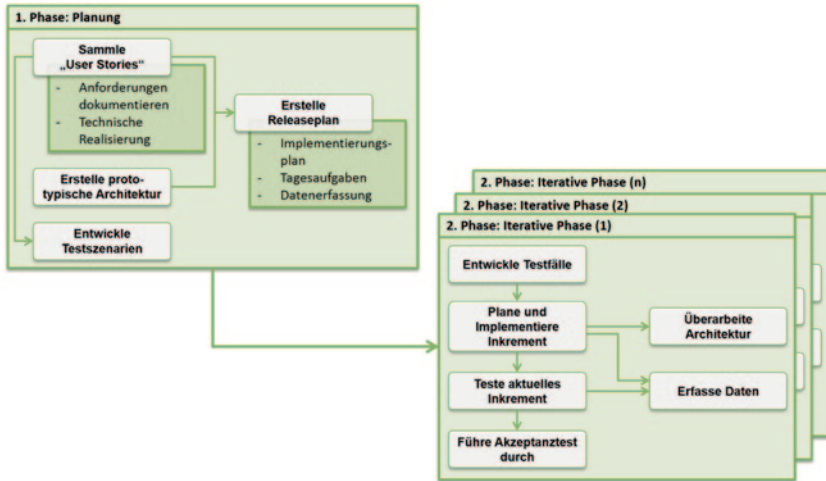 1. Phase: Planung
Sammle
„User Stories“
- Anforderungen
dokumentieren
- Technische
Realisierung
Erstelle
Releaseplan
- Implementierungs-
plan
- Tagesaufgaben
- Datenerfassung
Erstelle proto-
typische Architektur
Entwickle
Testszenarien
2. Phase: Iterative Phase (n)
2. Phase: Iterative Phase (2)
2. Phase: Iterative Phase (1)
Entwickle Testfälle
Plane und
Implementiere
Inkrement
Überarbeite
Architektur
Teste aktuelles
Inkrement
Erfasse Daten
Führe Akzeptanztest
durch